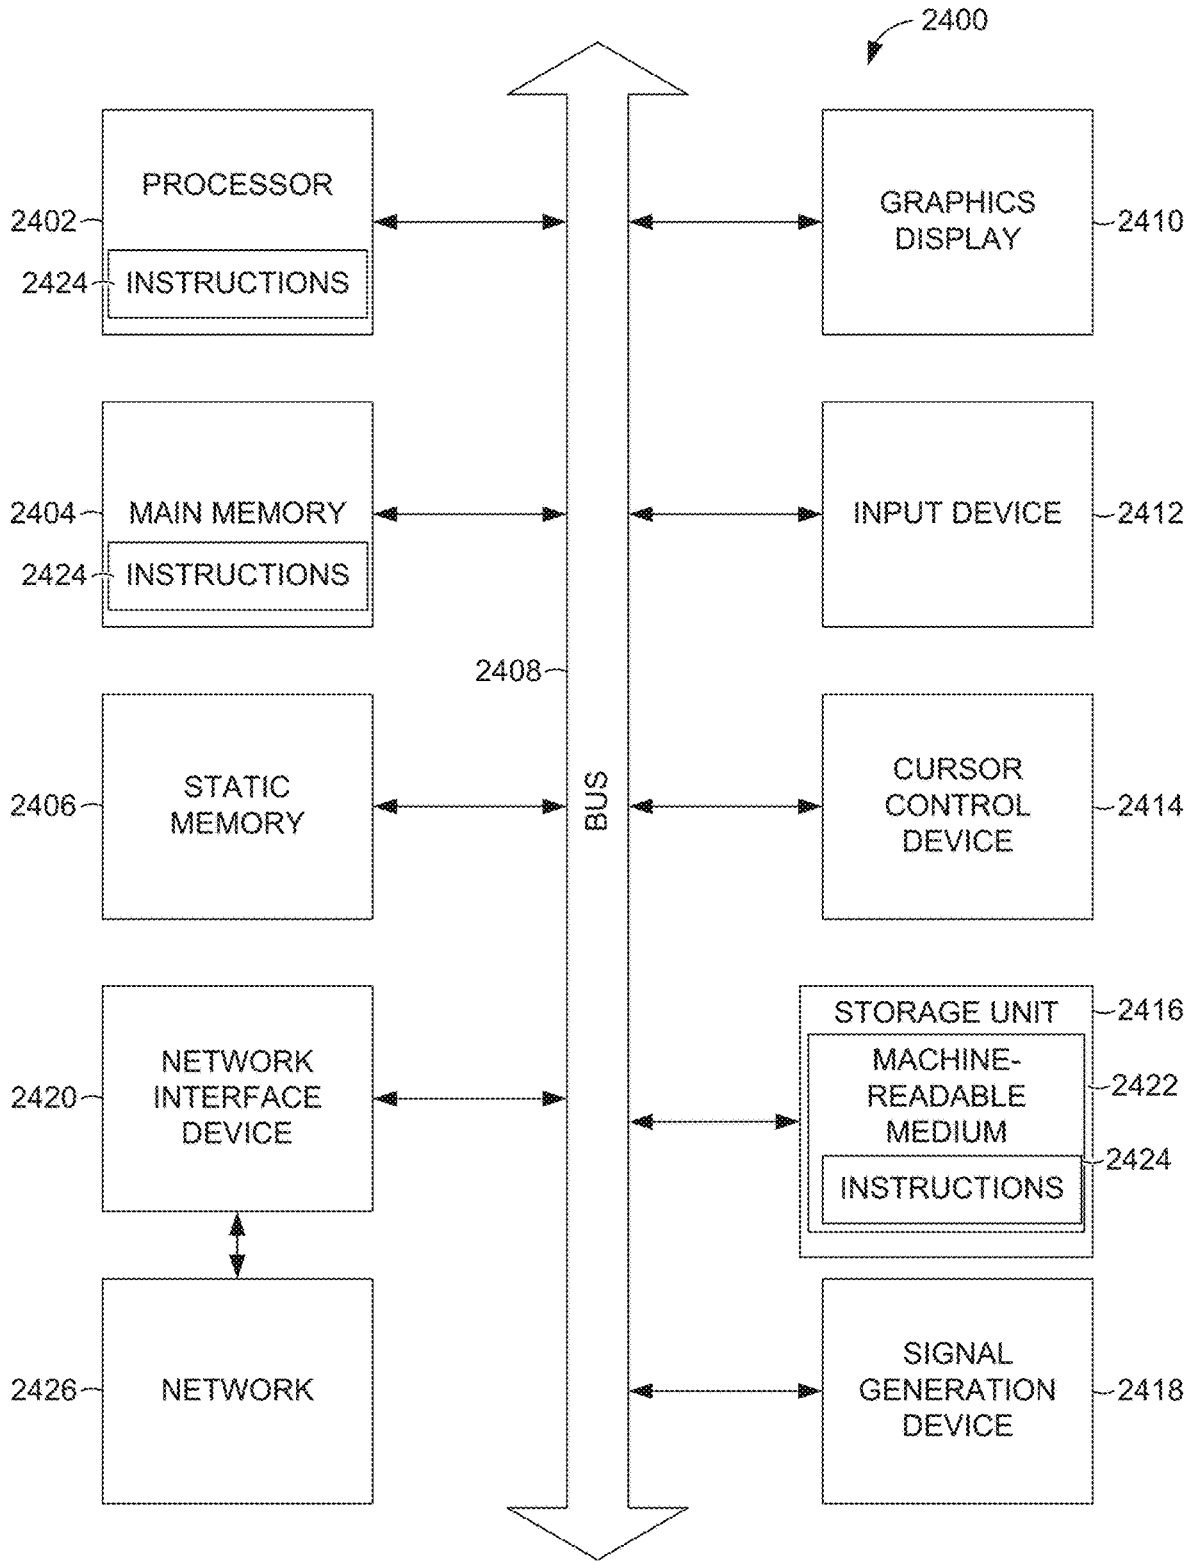 2400
PROCESSOR
2402
2424
INSTRUCTIONS
GRAPHICS
DISPLAY
2410
2404
MAIN MEMORY
2424
INSTRUCTIONS
INPUT DEVICE
2412
2408
BUS
STATIC
MEMORY
2406
CURSOR
CONTROL
DEVICE
2414
NETWORK
INTERFACE
DEVICE
2420
STORAGE UNIT
2416
MACHINE-
READABLE
MEDIUM
2422
2424
INSTRUCTIONS
2426
NETWORK
SIGNAL
GENERATION
DEVICE
2418